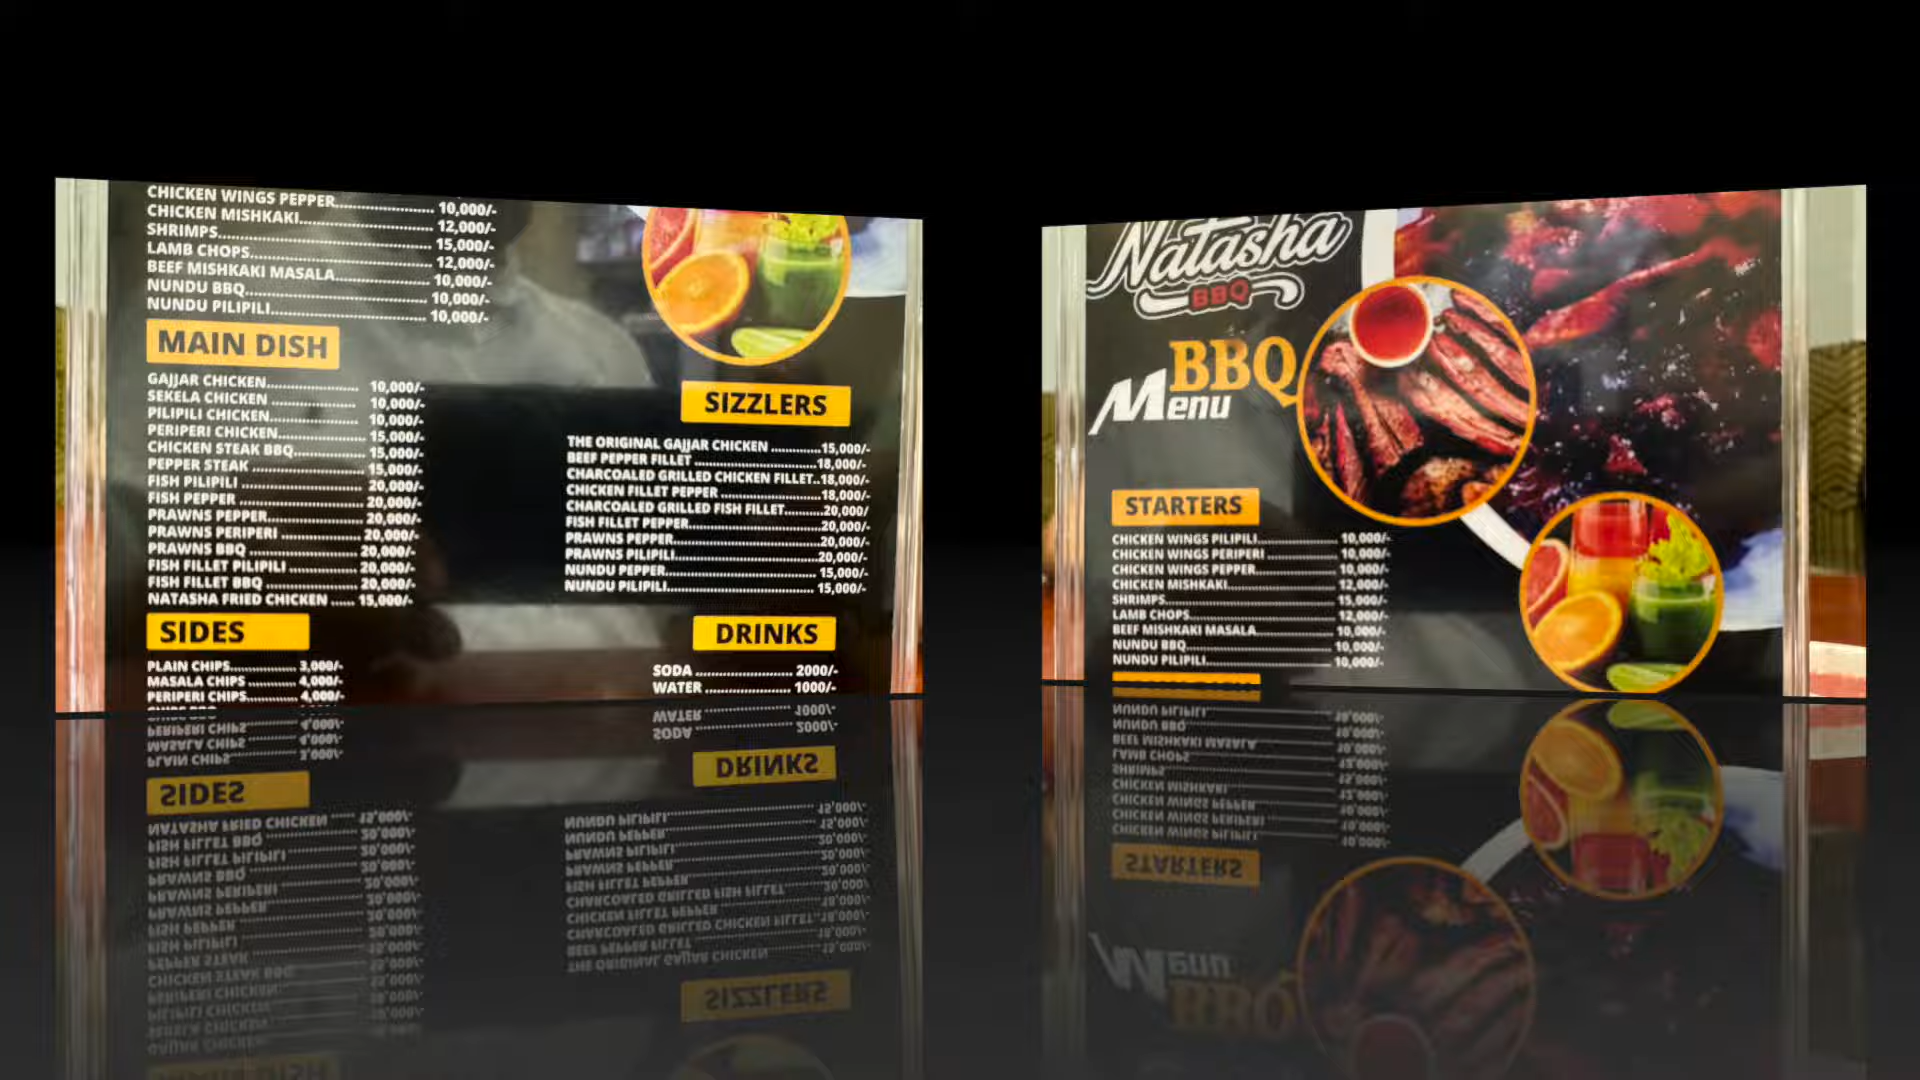 CHICKEN WINGS PEPPER..................... 10,000/-
CHICKEN MISHKAKI........................... 12,000/-
SHRIMPS........................................... 15,000/-
LAMB CHOPS..................................... 12,000/-
BEEF MISHKAKI MASALA.................... 10,000/-
NUNDU BBQ..................................... 10,000/-
NUNDU PILIPILI................................ 10,000/-
MAIN DISH
GAJJAR CHICKEN...................... 10,000/-
SEKELA CHICKEN .................... 10,000/-
PILIPILI CHICKEN..................... 10,000/-
PERIPERI CHICKEN................... 15,000/-
CHICKEN STEAK BBQ................ 15,000/-
PEPPER STEAK ......................... 15,000/-
FISH PILIPILI ............................ 20,000/-
FISH PEPPER ............................ 20,000/-
PRAWNS PEPPER...................... 20,000/-
PRAWNS PERIPERI ................... 20,000/-
PRAWNS BBQ .......................... 20,000/-
FISH FILLET PILIPILI ................. 20,000/-
FISH FILLET BBQ ...................... 20,000/-
NATASHA FRIED CHICKEN ...... 15,000/-
SIDES
PLAIN CHIPS................ 3,000/-
MASALA CHIPS ........... 4,000/-
PERIPERI CHIPS........... 4,000/-
SIZZLERS
THE ORIGINAL GAJJAR CHICKEN ............15,000/-
BEEF PEPPER FILLET ..............................18,000/-
CHARCOALED GRILLED CHICKEN FILLET..18,000/-
CHICKEN FILLET PEPPER ........................18,000/-
CHARCOALED GRILLED FISH FILLET.........20,000/
FISH FILLET PEPPER................................20,000/-
PRAWNS PEPPER....................................20,000/-
PRAWNS PILIPILI...................................20,000/-
NUNDU PEPPER.................................... 15,000/-
NUNDU PILIPILI................................... 15,000/-
DRINKS
SODA .......................... 2000/-
WATER ...................... 1000/-
Natasha
BBQ
BBQ
Menu
STARTERS
CHICKEN WINGS PILIPILI..................... 10,000/-
CHICKEN WINGS PERIPERI .................. 10,000/-
CHICKEN WINGS PEPPER..................... 10,000/-
CHICKEN MISHKAKI........................... 12,000/-
SHRIMPS........................................... 15,000/-
LAMB CHOPS..................................... 12,000/-
BEEF MISHKAKI MASALA.................... 10,000/-
NUNDU BBQ..................................... 10,000/-
NUNDU PILIPILI................................ 10,000/-